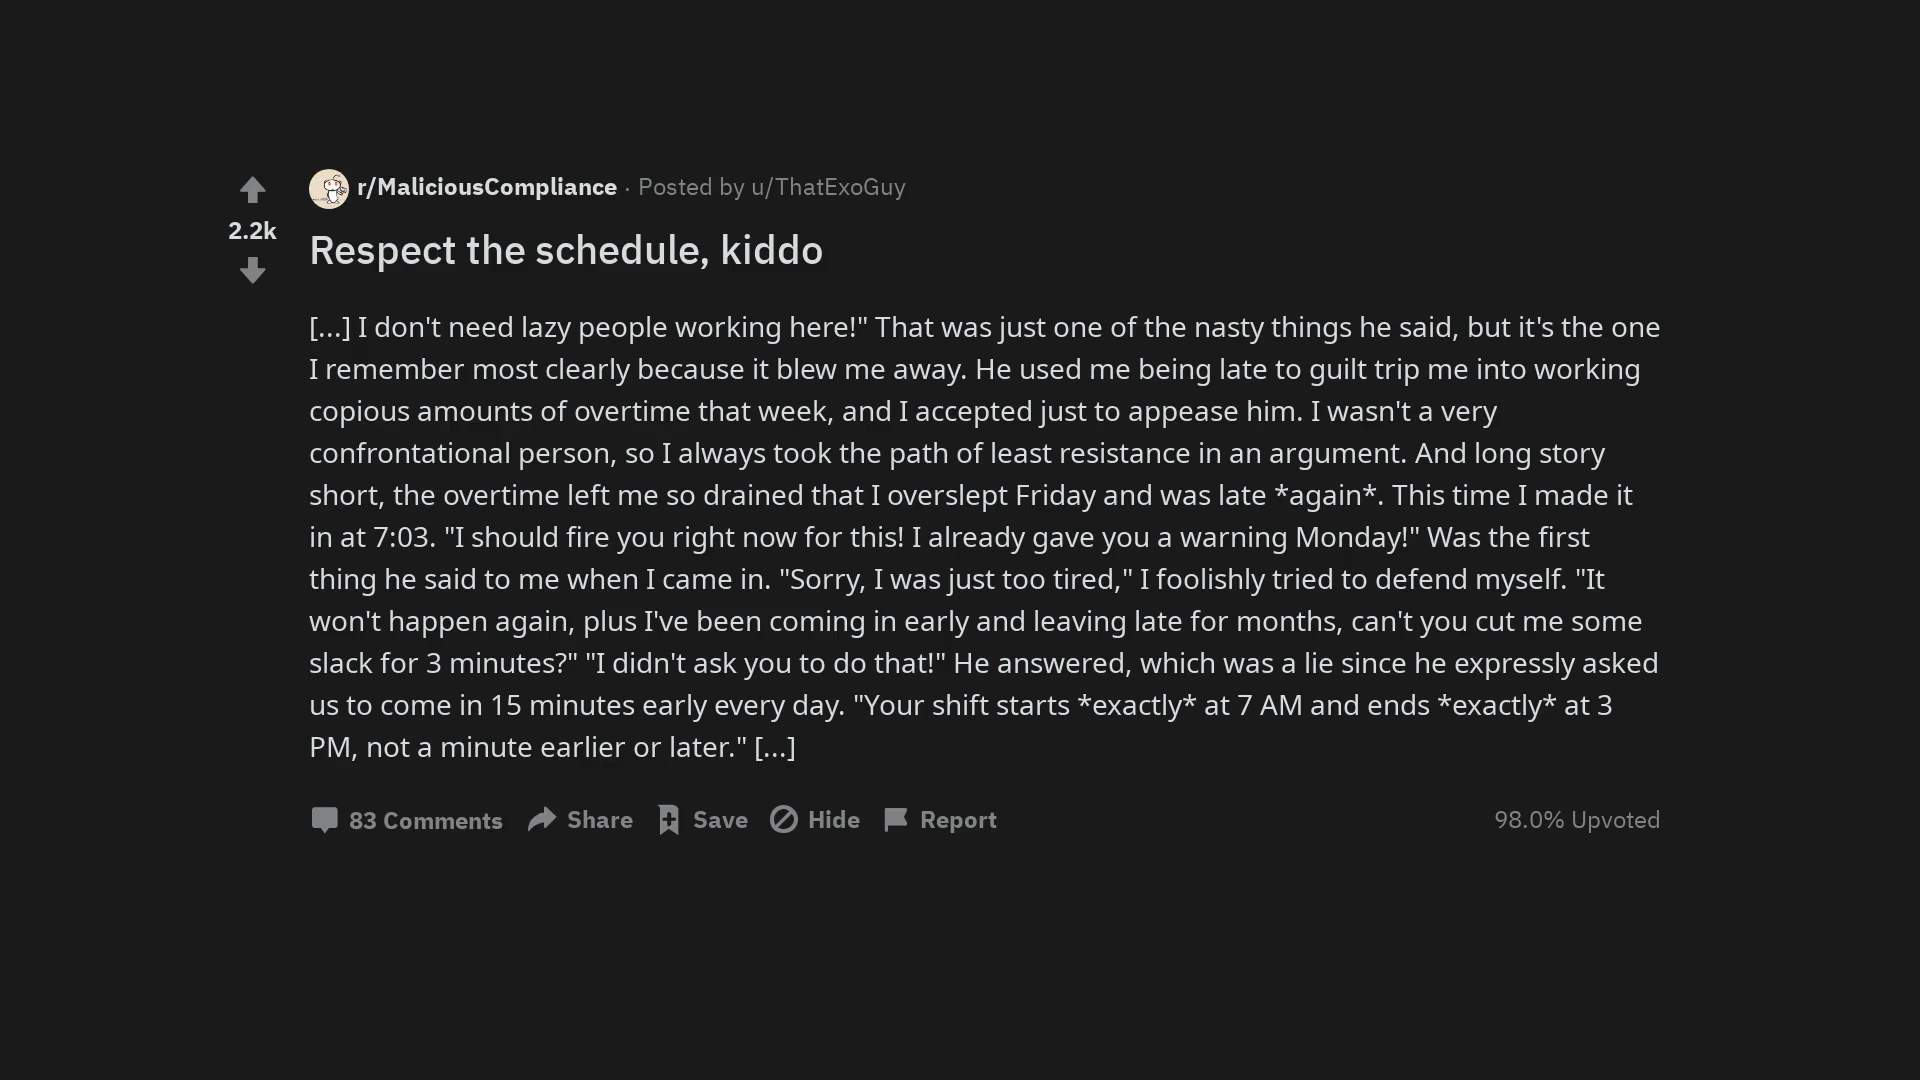 r/MaliciousCompliance · Posted by u/ThatExoGuy
2.2k
Respect the schedule, kiddo
[...] I don't need lazy people working here!" That was just one of the nasty things he said, but it's the one
I remember most clearly because it blew me away. He used me being late to guilt trip me into working
copious amounts of overtime that week, and I accepted just to appease him. I wasn't a very
confrontational person, so I always took the path of least resistance in an argument. And long story
short, the overtime left me so drained that I overslept Friday and was late *again*. This time I made it
in at 7:03. "I should fire you right now for this! I already gave you a warning Monday!" Was the first
thing he said to me when I came in. "Sorry, I was just too tired," I foolishly tried to defend myself. "It
won't happen again, plus I've been coming in early and leaving late for months, can't you cut me some
slack for 3 minutes?" "I didn't ask you to do that!" He answered, which was a lie since he expressly asked
us to come in 15 minutes early every day. "Your shift starts *exactly* at 7 AM and ends *exactly* at 3
PM, not a minute earlier or later." [...]
83 Comments Share Save Hide Report 98.0% Upvoted